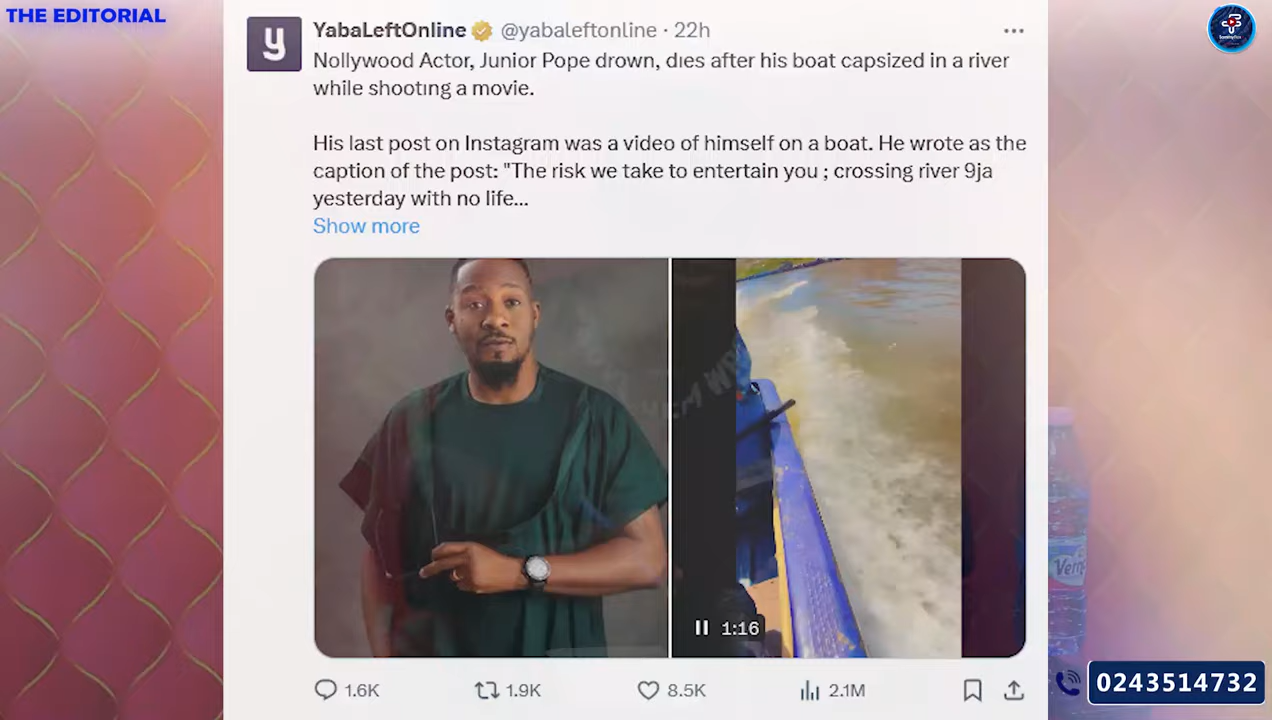 THE EDITORIAL
y
YabaLeftOnline @yabaleftonline · 22h
Nollywood Actor, Junior Pope drown, dıes after his boat capsized in a river
while shootıng a movie.
His last post on Instagram was a video of himself on a boat. He wrote as the
caption of the post: "The risk we take to entertain you ; crossing river 9ja
yesterday with no life...
Show more
1:16
1.6K 1.9K 8.5K 2.1M
0243514732